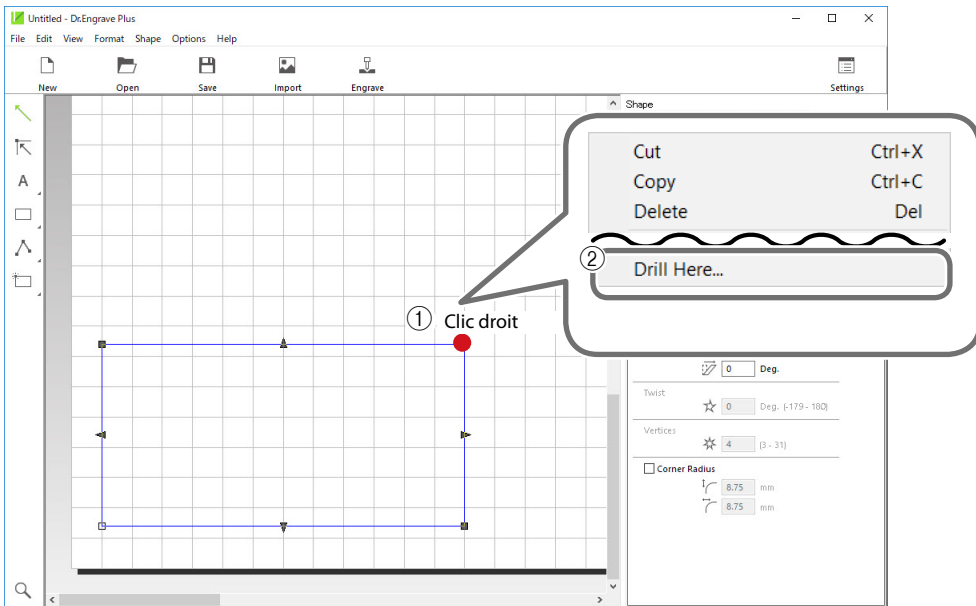 Untitled - Dr.Engrave Plus
File Edit View Format Shape Options Help
New Open Save Import Engrave Settings
Shape
A
Cut Ctrl+X
Copy Ctrl+C
Delete Del
② Drill Here...
① Clic droit
0 Deg.
Twist
0 Deg. (-179 - 180)
Vertices
4 (3 - 31)
Corner Radius
8.75 mm
8.75 mm